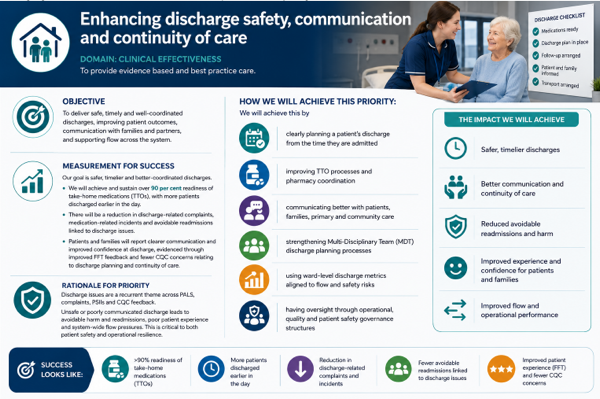 Enhancing discharge safety, communication
and continuity of care
DOMAIN: CLINICAL EFFECTIVENESS
To provide evidence based and best practice care.
DISCHARGE CHECKLIST
Medications ready
Discharge plan in place
Follow-up arranged
Patient and family
informed
Transport arranged
OBJECTIVE
To deliver safe, timely and well-coordinated
discharges, improving patient outcomes,
communication with families and partners,
and supporting flow across the system.
MEASUREMENT FOR SUCCESS
Our goal is safer, timelier and better-coordinated discharges.
• We will achieve and sustain over 90 per cent readiness of
take-home medications (TTOs), with more patients
discharged earlier in the day.
• There will be a reduction in discharge-related complaints,
medication-related incidents and avoidable readmissions
linked to discharge issues.
• Patients and families will report clearer communication and
improved confidence at discharge, evidenced through
improved FFT feedback and fewer CQC concerns relating
to discharge planning and communication.
RATIONALE FOR PRIORITY
Discharge issues are a recurrent theme across PALS,
complaints, PSIIs and CQC feedback.
Unsafe or poorly communicated discharge leads to
avoidable harm and readmissions, poor patient experience
and system-wide flow pressures. This is critical to both
patient safety and operational resilience.
HOW WE WILL ACHIEVE THIS PRIORITY:
We will achieve this by
clearly planning a patient's discharge
from the time they are admitted
improving TTO processes and
pharmacy coordination
communicating better with patients,
families, primary and community care
strengthening Multi-Disciplinary Team (MDT)
discharge planning processes
using ward-level discharge metrics
aligned to flow and safety risks
having oversight through operational,
quality and patient safety governance
structures
THE IMPACT WE WILL ACHIEVE
Safer, timelier discharges
Better communication and
continuity of care
Reduced avoidable
readmissions and harm
Improved experience and
confidence for patients
and families
Improved flow and
operational performance
SUCCESS
LOOKS LIKE:
>90% readiness of
take-home
medications
(TTOs)
More patients
discharged
earlier in
the day
Reduction in
discharge-related
complaints and
incidents
Fewer avoidable
readmissions linked
to discharge issues
Improved patient
experience (FFT)
and fewer CQC
concerns